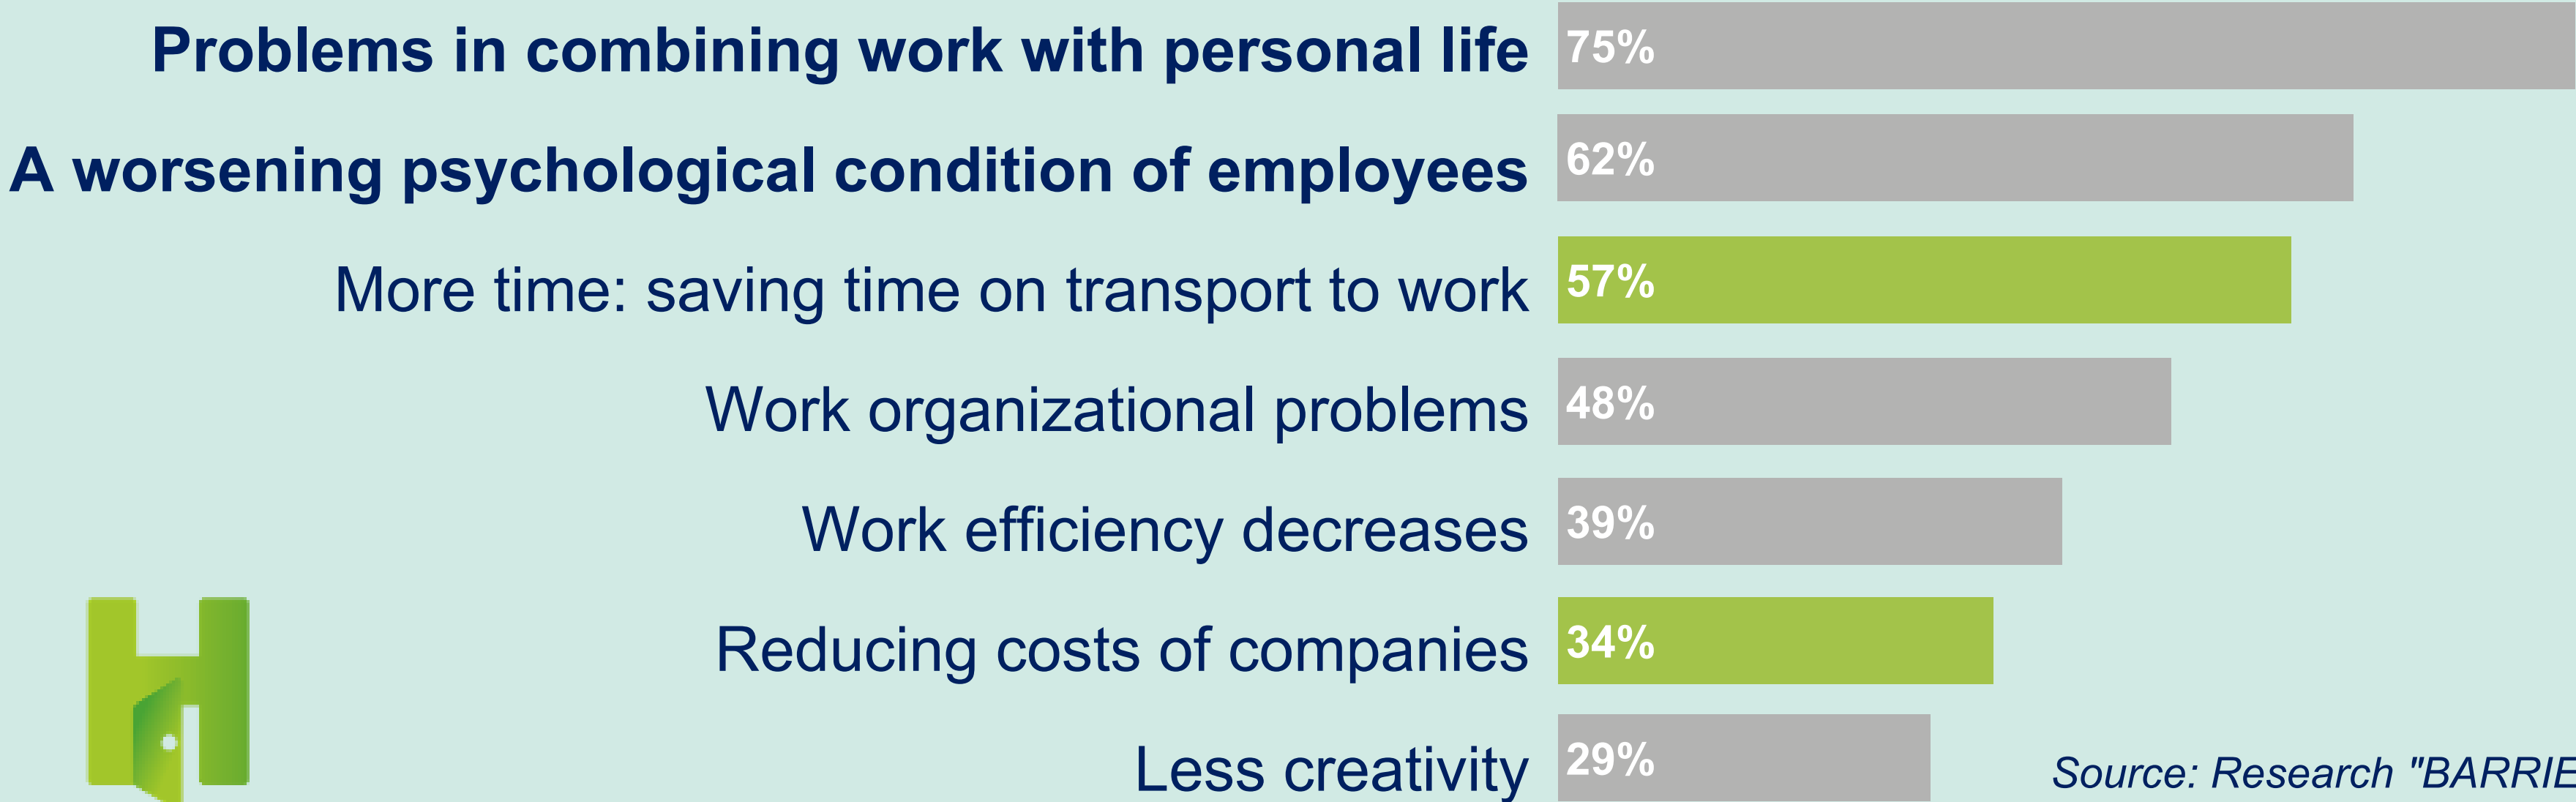 Problems in combining work with personal life 75%
A worsening psychological condition of employees 62%
More time: saving time on transport to work 57%
Work organizational problems 48%
Work efficiency decreases 39%
Reducing costs of companies 34%
Less creativity 29%
Source: Research "BARRIE